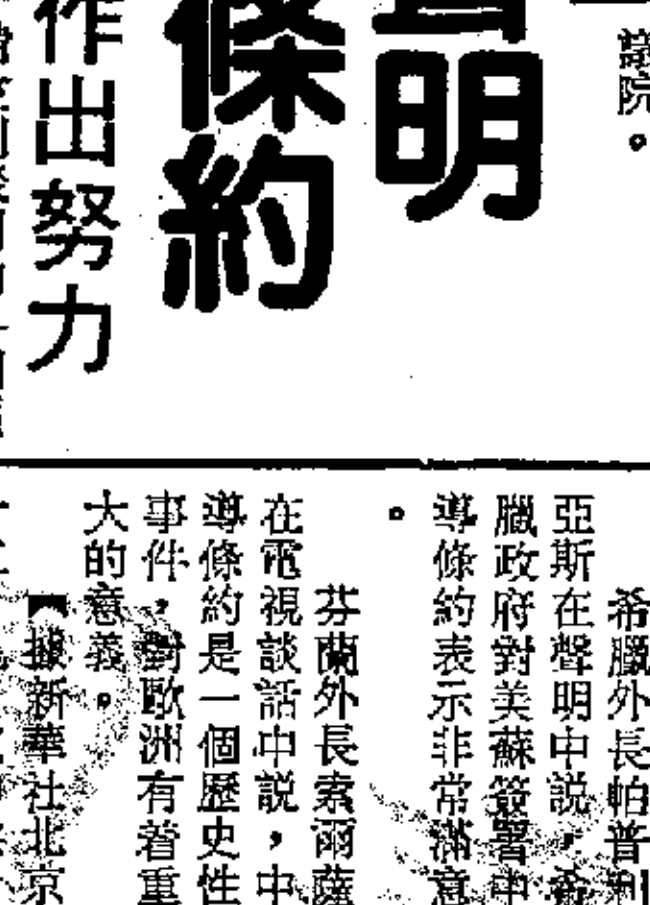 議院。
明
條約
作出努力
希臘外長帕普利
亞斯在聲明中説,希
臘政府對美蘇簽署中
導條約表示非常滿意
。
芬蘭外長索爾薩
在電視談話中説,中
導條約是一個歷史性
事件,對歐洲有着重
大的意義。
【據新華社北京